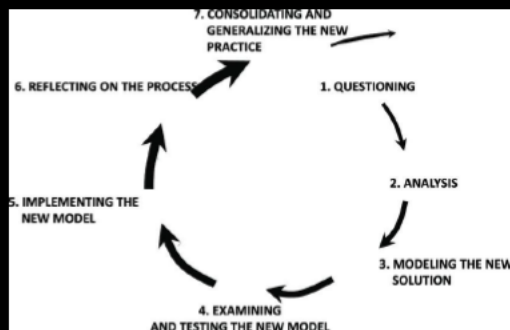 7. CONSOLIDATING AND
GENERALIZING THE NEW
PRACTICE
1. QUESTIONING
2. ANALYSIS
3. MODELING THE NEW
SOLUTION
4. EXAMINING
AND TESTING THE NEW MODEL
5. IMPLEMENTING THE
NEW MODEL
6. REFLECTING ON THE PROCESS